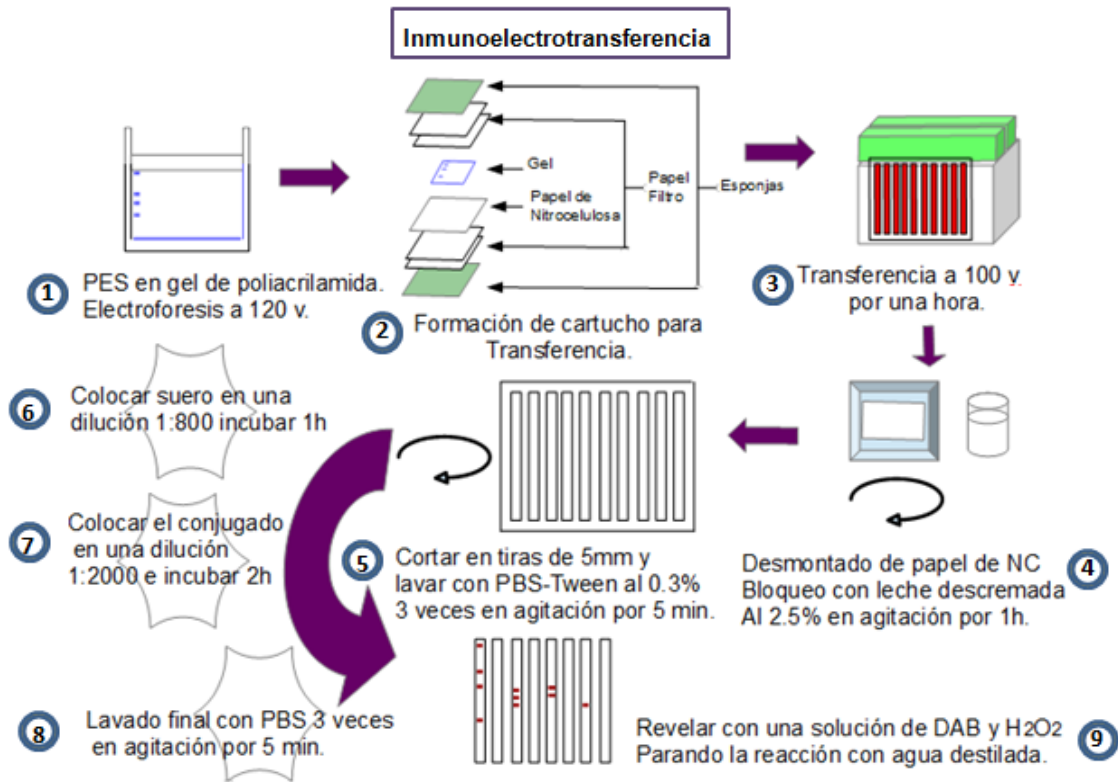 Inmunoelectrotransferencia
Gel
Papel de
Nitrocelulosa
Papel
Filtro
Esponjas
1
PES en gel de poliacrilamida.
Electroforesis a 120 v.
2
Formación de cartucho para
Transferencia.
3
Transferencia a 100 v
por una hora.
4
Desmontado de papel de NC
Bloqueo con leche descremada
Al 2.5% en agitación por 1h.
5
Cortar en tiras de 5mm y
lavar con PBS-Tween al 0.3%
3 veces en agitación por 5 min.
6
Colocar suero en una
dilución 1:800 incubar 1h
7
Colocar el conjugado
en una dilución
1:2000 e incubar 2h
8
Lavado final con PBS 3 veces
en agitación por 5 min.
9
Revelar con una solución de DAB y H2O2
Parando la reacción con agua destilada.